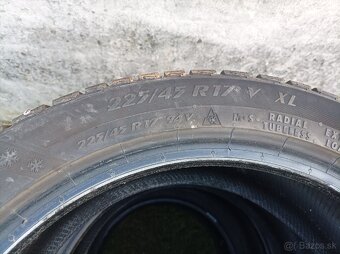 225/45 R17 V XL
225/45 R17 94V M+S RADIAL
TUBELESS
© Bazos.sk